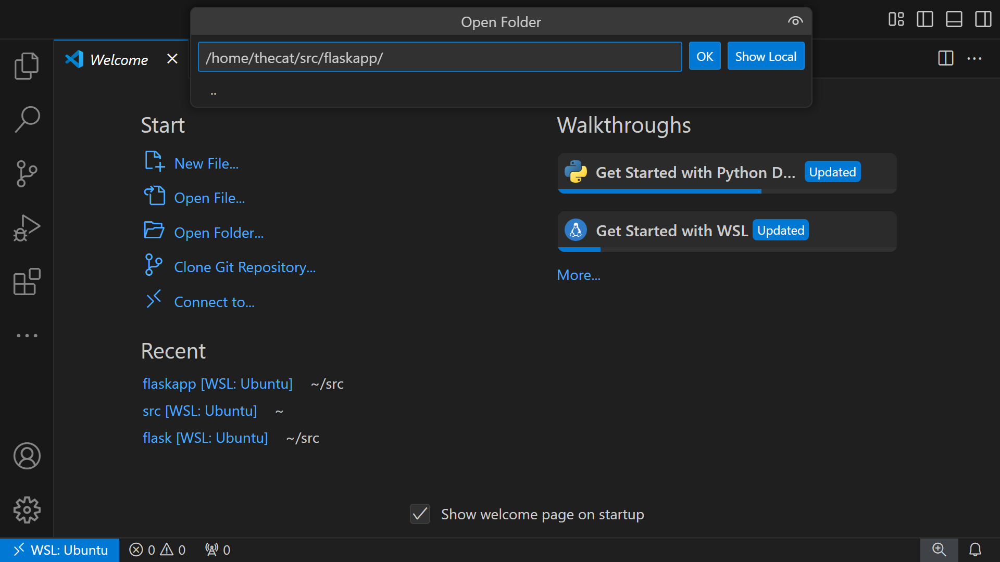 Open Folder
/home/thecat/src/flaskapp/
OK
Show Local
..
Welcome
Start
New File...
Open File...
Open Folder...
Clone Git Repository...
Connect to...
Recent
flaskapp [WSL: Ubuntu] ~/src
src [WSL: Ubuntu] ~
flask [WSL: Ubuntu] ~/src
Walkthroughs
Get Started with Python D... Updated
Get Started with WSL Updated
More...
Show welcome page on startup
WSL: Ubuntu 0 0 0